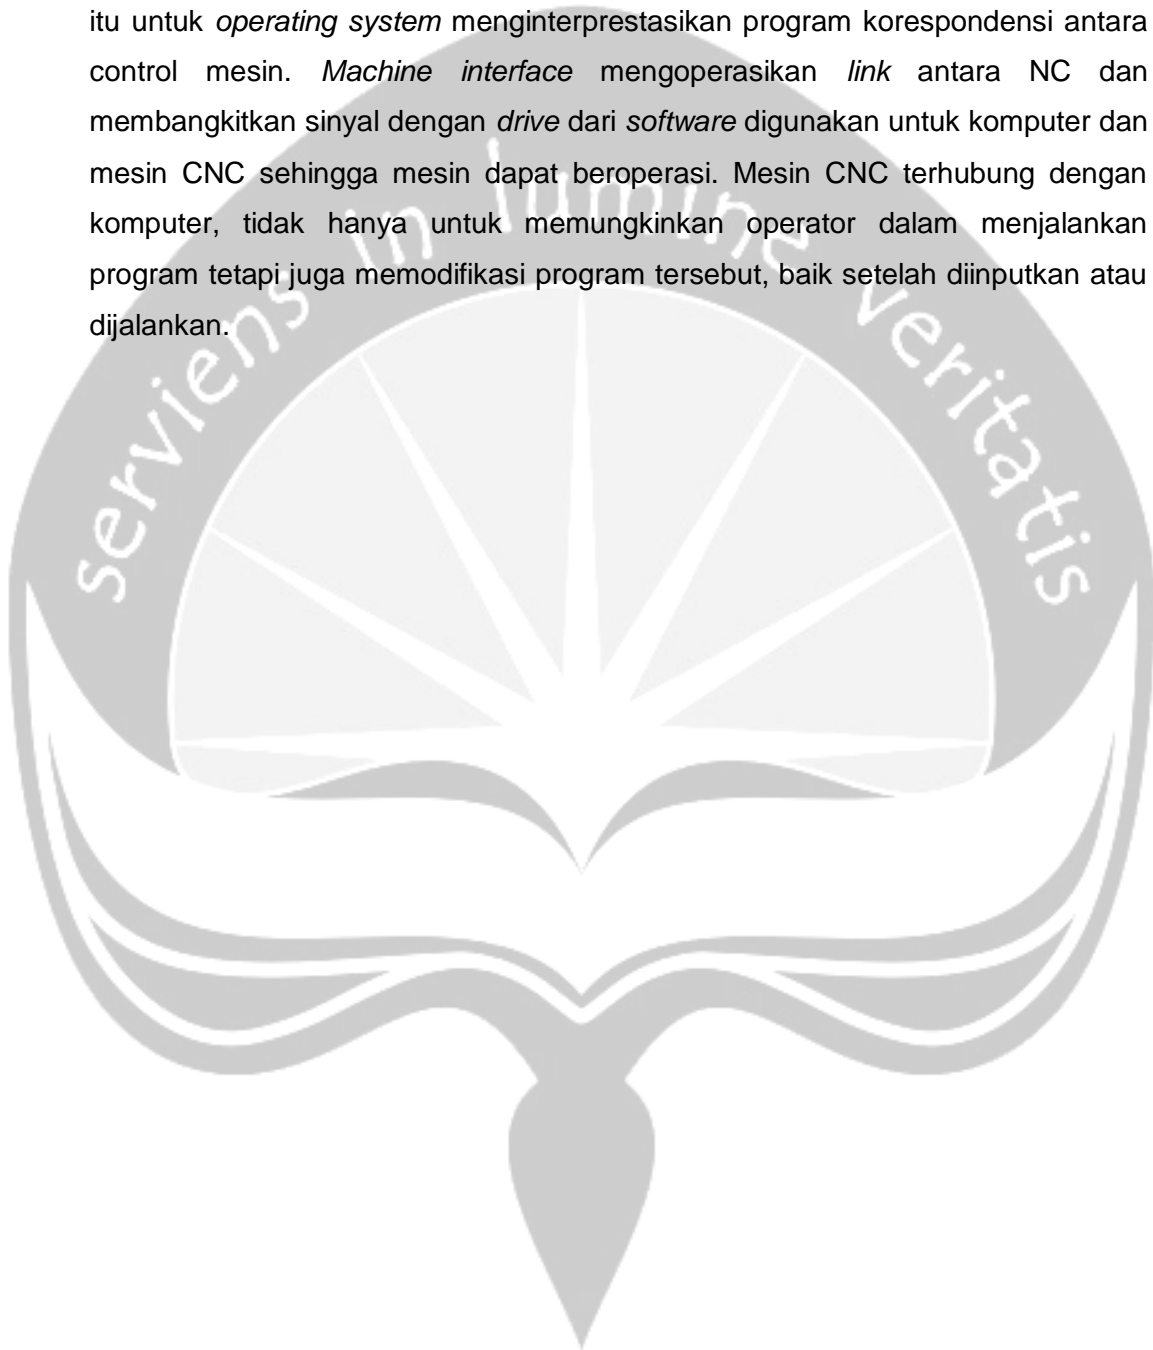 itu untuk operating system menginterprestasikan program korespondensi antara
control mesin. Machine interface mengoperasikan link antara NC dan
membangkitkan sinyal dengan drive dari software digunakan untuk komputer dan
mesin CNC sehingga mesin dapat beroperasi. Mesin CNC terhubung dengan
komputer, tidak hanya untuk memungkinkan operator dalam menjalankan
program tetapi juga memodifikasi program tersebut, baik setelah diinputkan atau
dijalankan.
serviens in lumine veritatis